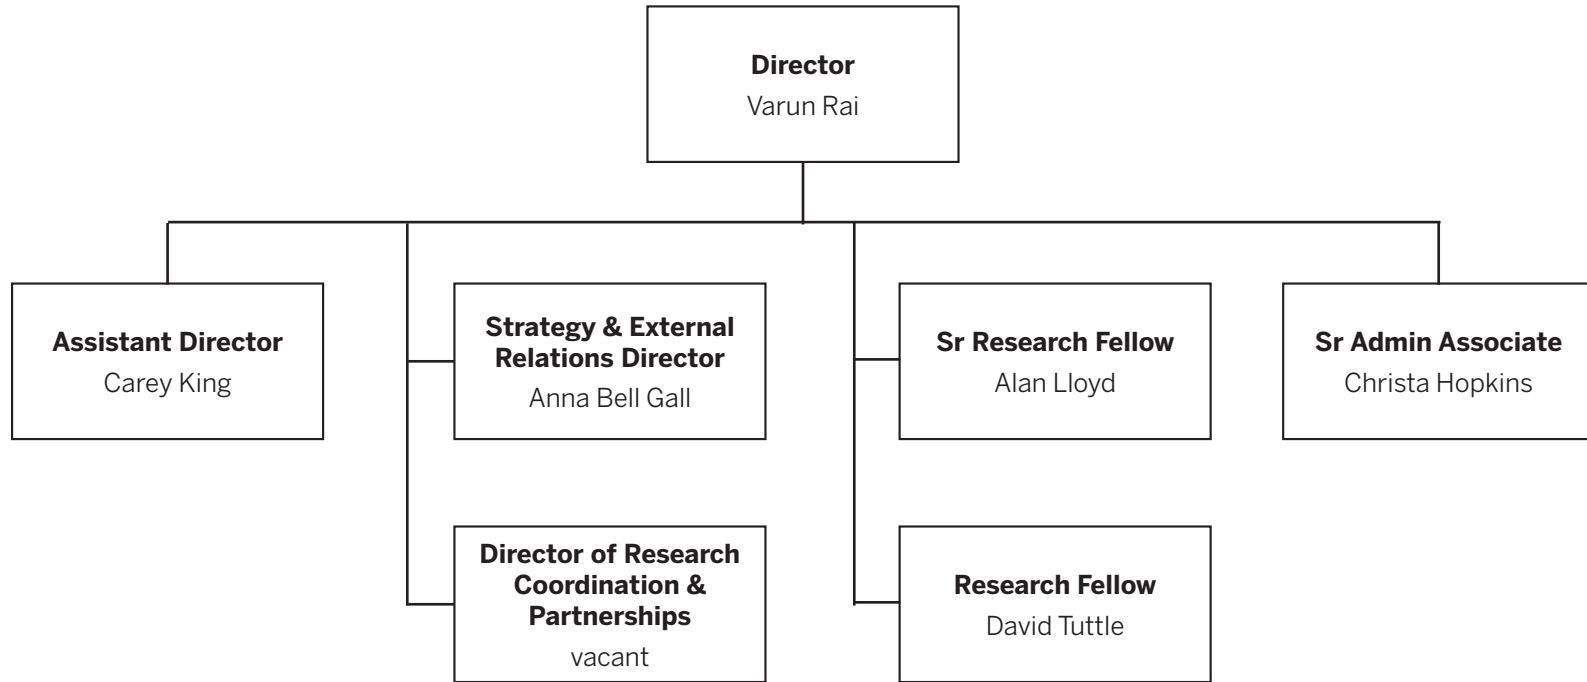 Director
Varun Rai
Assistant Director
Carey King
Strategy & External
Relations Director
Anna Bell Gall
Sr Research Fellow
Alan Lloyd
Sr Admin Associate
Christa Hopkins
Director of Research
Coordination &
Partnerships
vacant
Research Fellow
David Tuttle